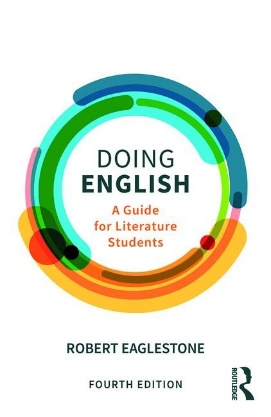 DOING
ENGLISH
A Guide
for Literature
Students
ROBERT EAGLESTONE
FOURTH EDITION
ROUTLEDGE